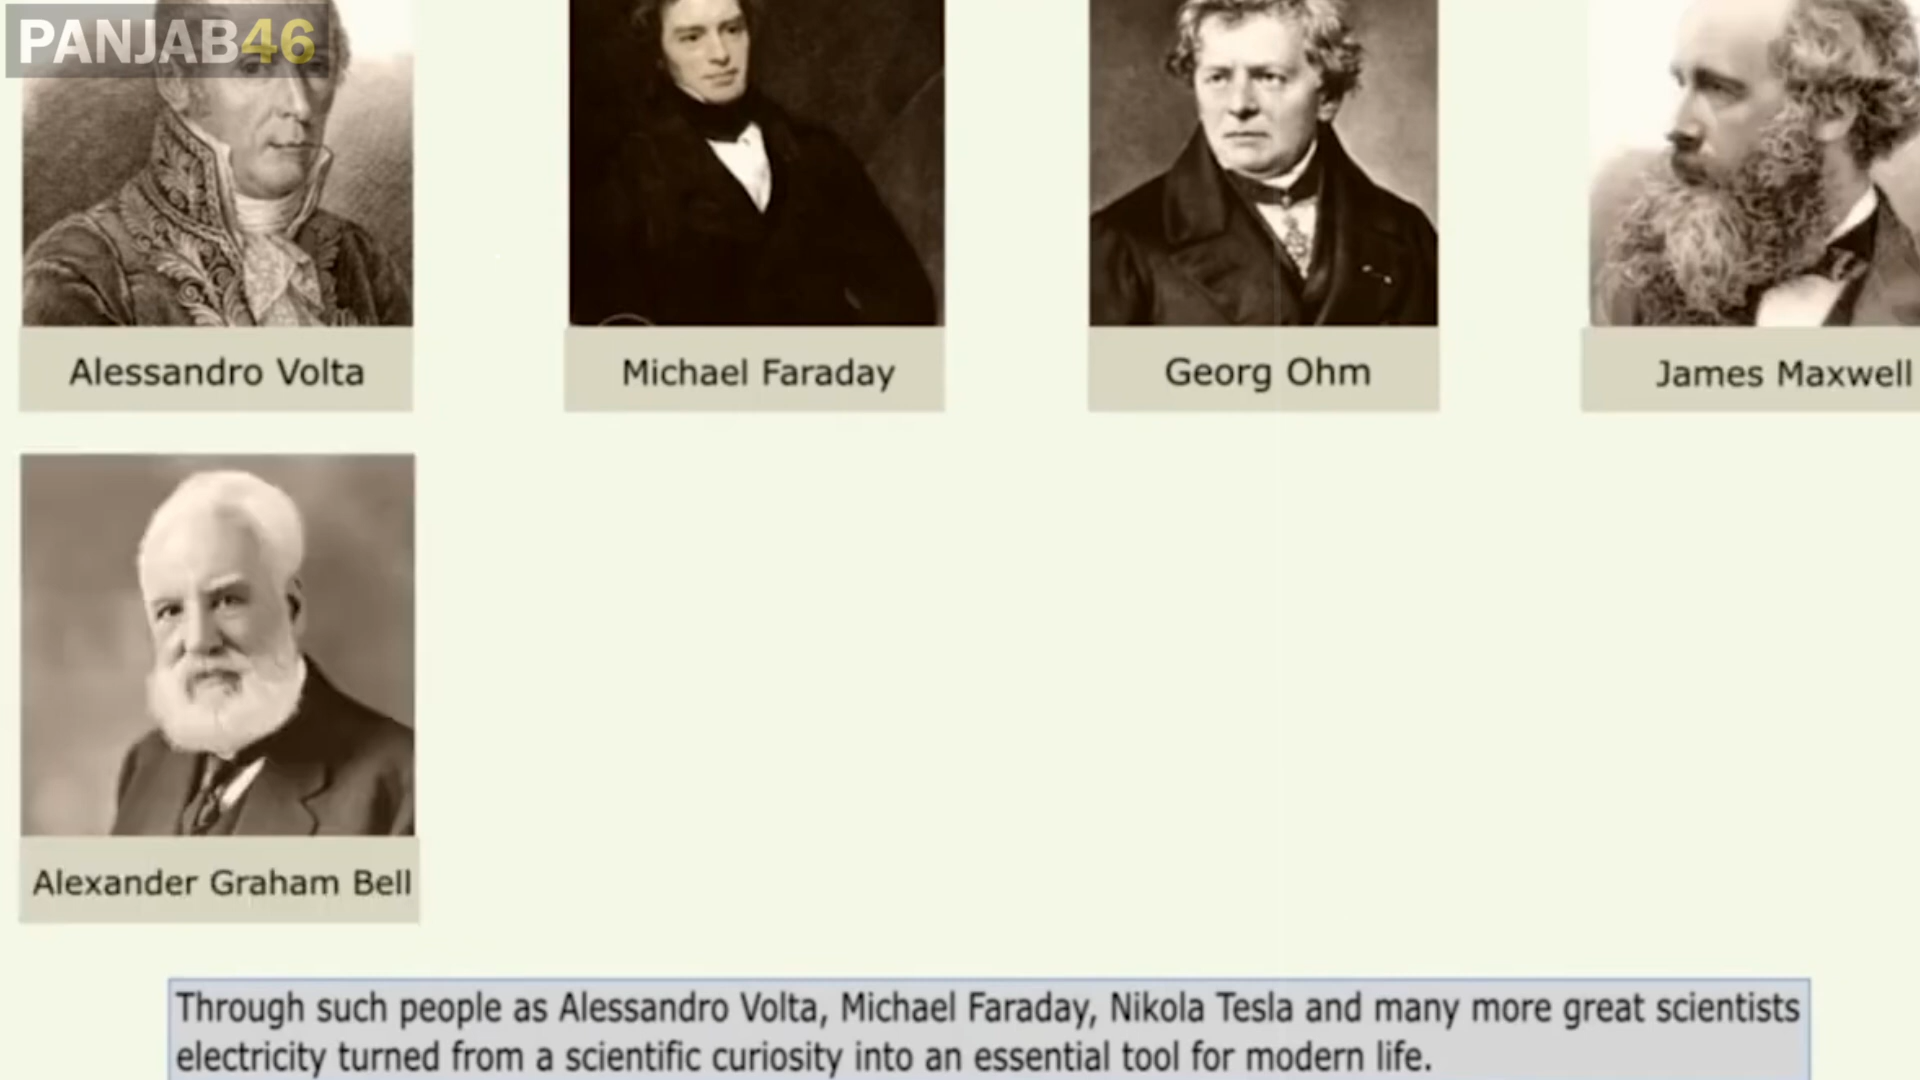 PANJAB46
Alessandro Volta
Michael Faraday
Georg Ohm
James Maxwell
Alexander Graham Bell
Through such people as Alessandro Volta, Michael Faraday, Nikola Tesla and many more great scientists
electricity turned from a scientific curiosity into an essential tool for modern life.